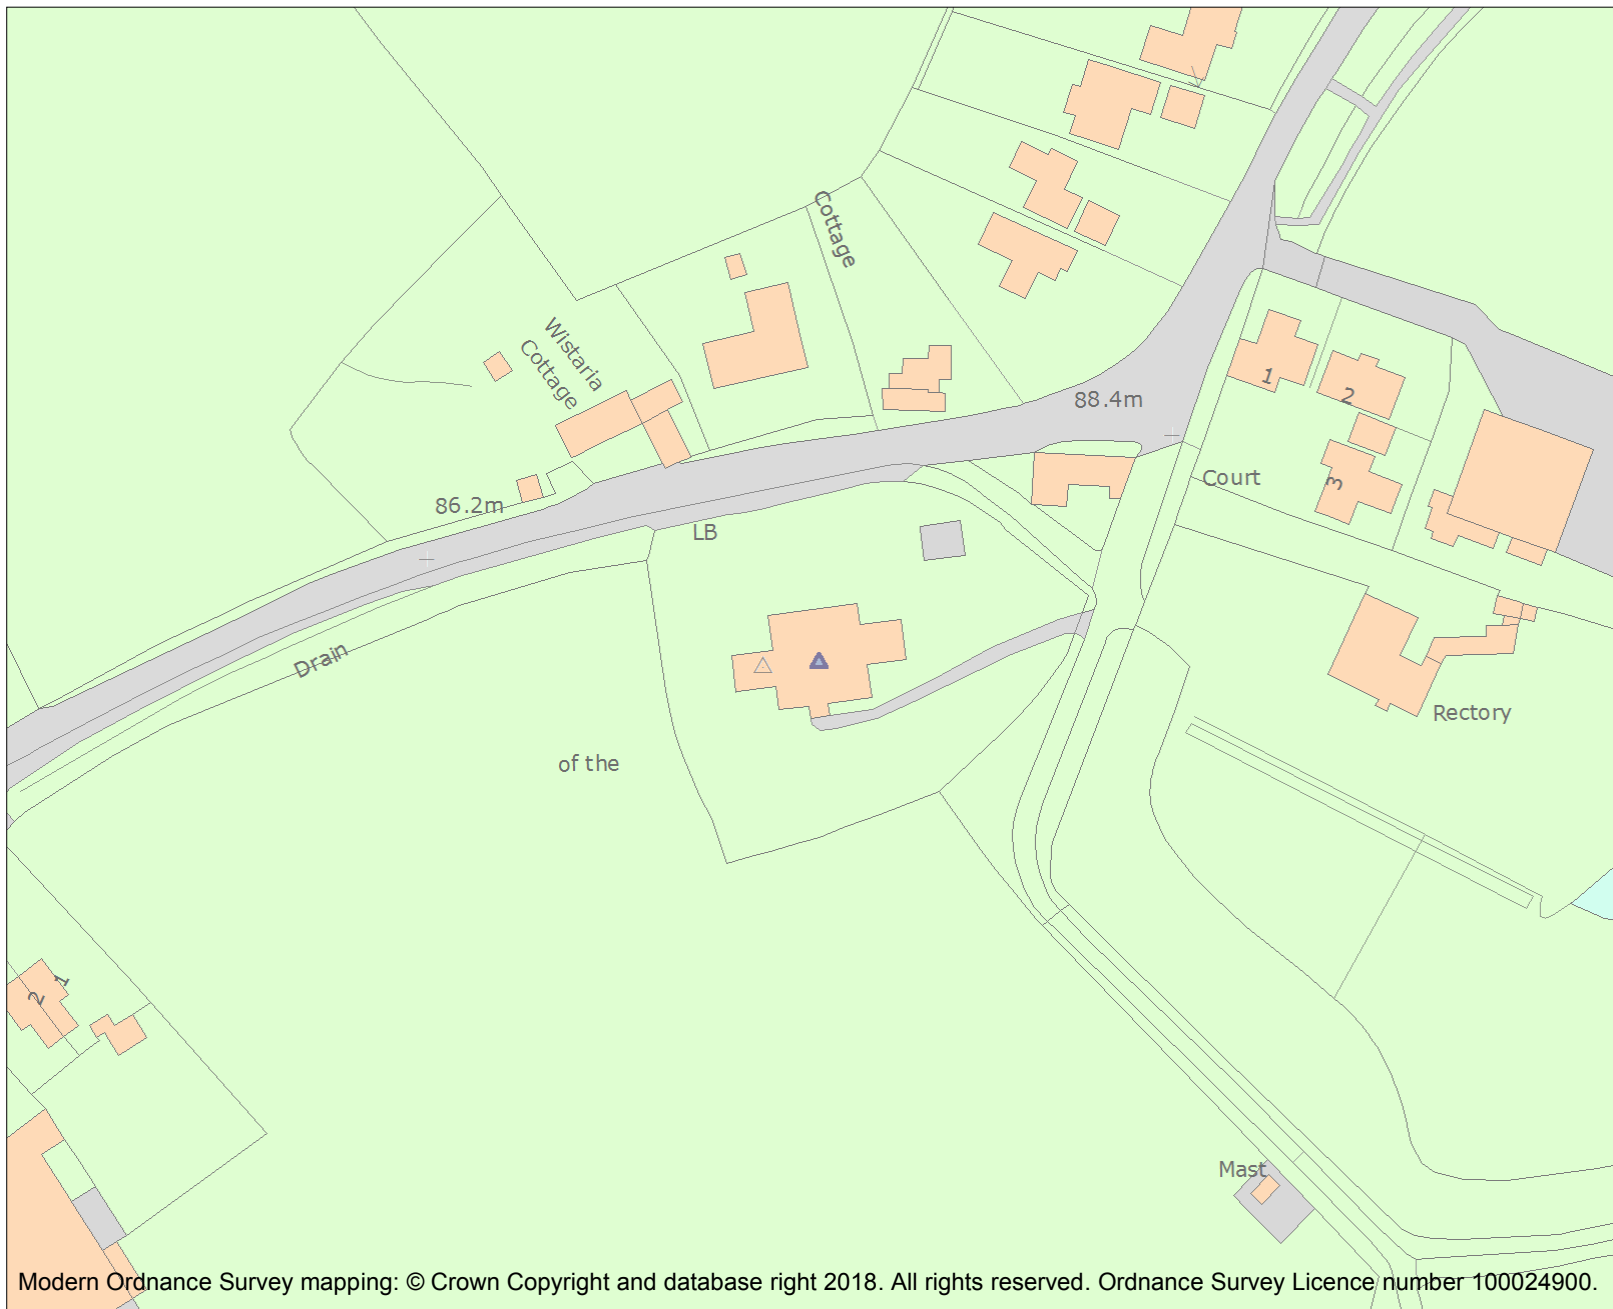 Cottage
Wistaria
Cottage
88.4m
1
2
3
Court
86.2m
LB
Drain
Rectory
of the
1
2
Mast
Modern Ordnance Survey mapping: © Crown Copyright and database right 2018. All rights reserved. Ordnance Survey Licence number 100024900.